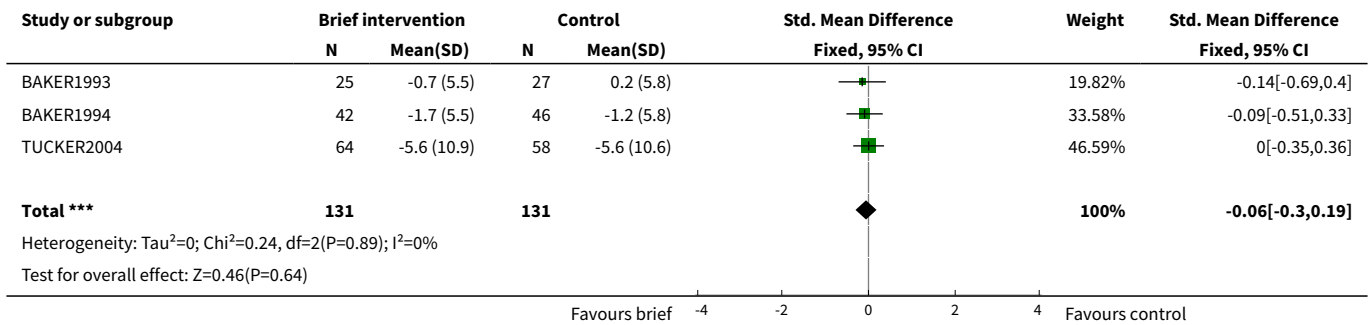 Study or subgroup Brief intervention Control Std. Mean Difference Weight Std. Mean Difference
N Mean(SD) N Mean(SD) Fixed, 95% CI Fixed, 95% CI
BAKER1993 25 -0.7 (5.5) 27 0.2 (5.8) 19.82% -0.14[-0.69,0.4]
BAKER1994 42 -1.7 (5.5) 46 -1.2 (5.8) 33.58% -0.09[-0.51,0.33]
TUCKER2004 64 -5.6 (10.9) 58 -5.6 (10.6) 46.59% 0[-0.35,0.36]
Total *** 131 131 100% -0.06[-0.3,0.19]
Heterogeneity: Tau²=0; Chi²=0.24, df=2(P=0.89); I²=0%
Test for overall effect: Z=0.46(P=0.64)
Favours brief -4 -2 0 2 4 Favours control